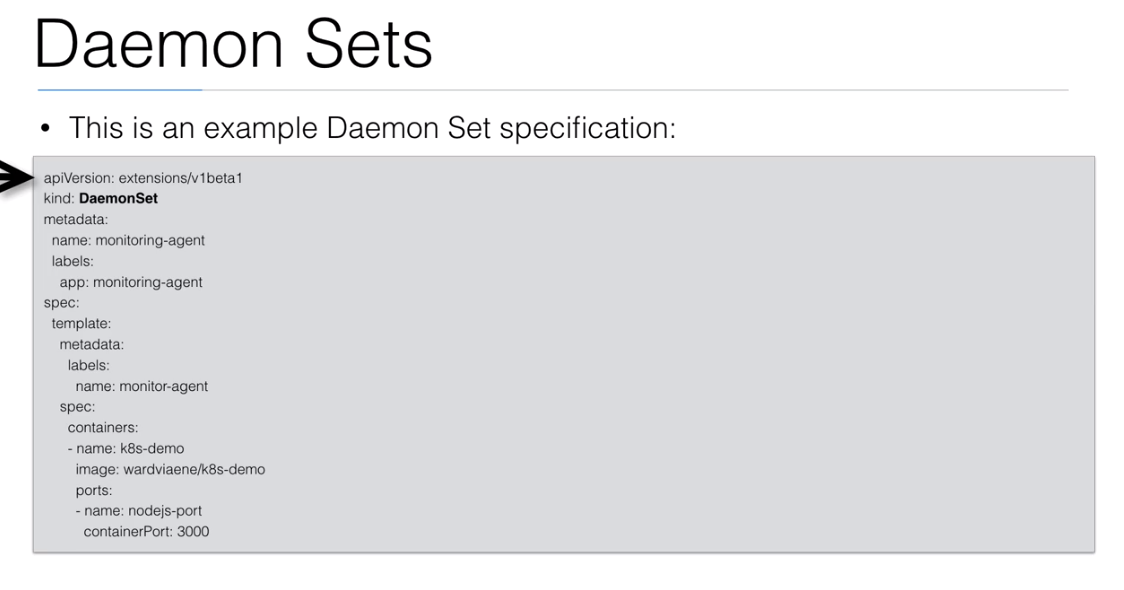 Daemon Sets
• This is an example Daemon Set specification:
apiVersion: extensions/v1beta1
kind: DaemonSet
metadata:
  name: monitoring-agent
  labels:
    app: monitoring-agent
spec:
  template:
    metadata:
      labels:
        name: monitor-agent
    spec:
      containers:
      - name: k8s-demo
        image: wardviaene/k8s-demo
        ports:
        - name: nodejs-port
          containerPort: 3000